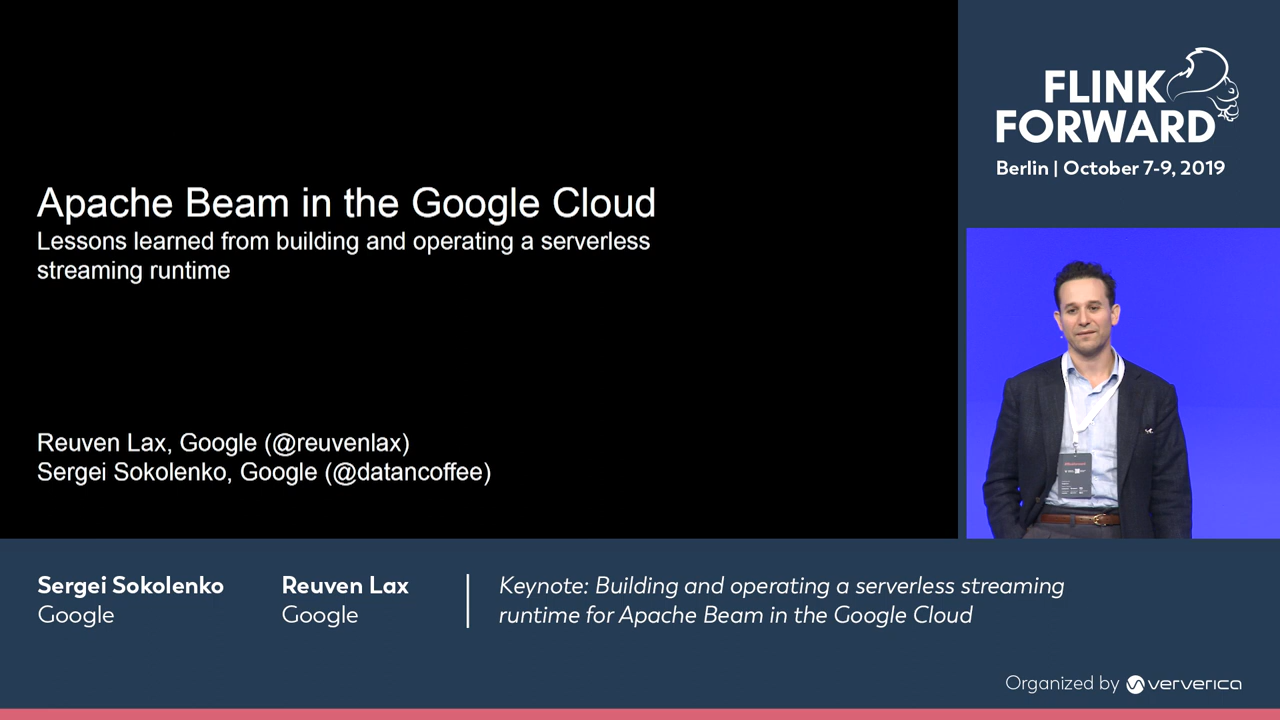 Apache Beam in the Google Cloud
Lessons learned from building and operating a serverless
streaming runtime
Reuven Lax, Google (@reuvenlax)
Sergei Sokolenko, Google (@datancoffee)
FLINK
FORWARD
Berlin | October 7-9, 2019
Sergei Sokolenko
Google
Reuven Lax
Google
Keynote: Building and operating a serverless streaming
runtime for Apache Beam in the Google Cloud
Organized by ververica